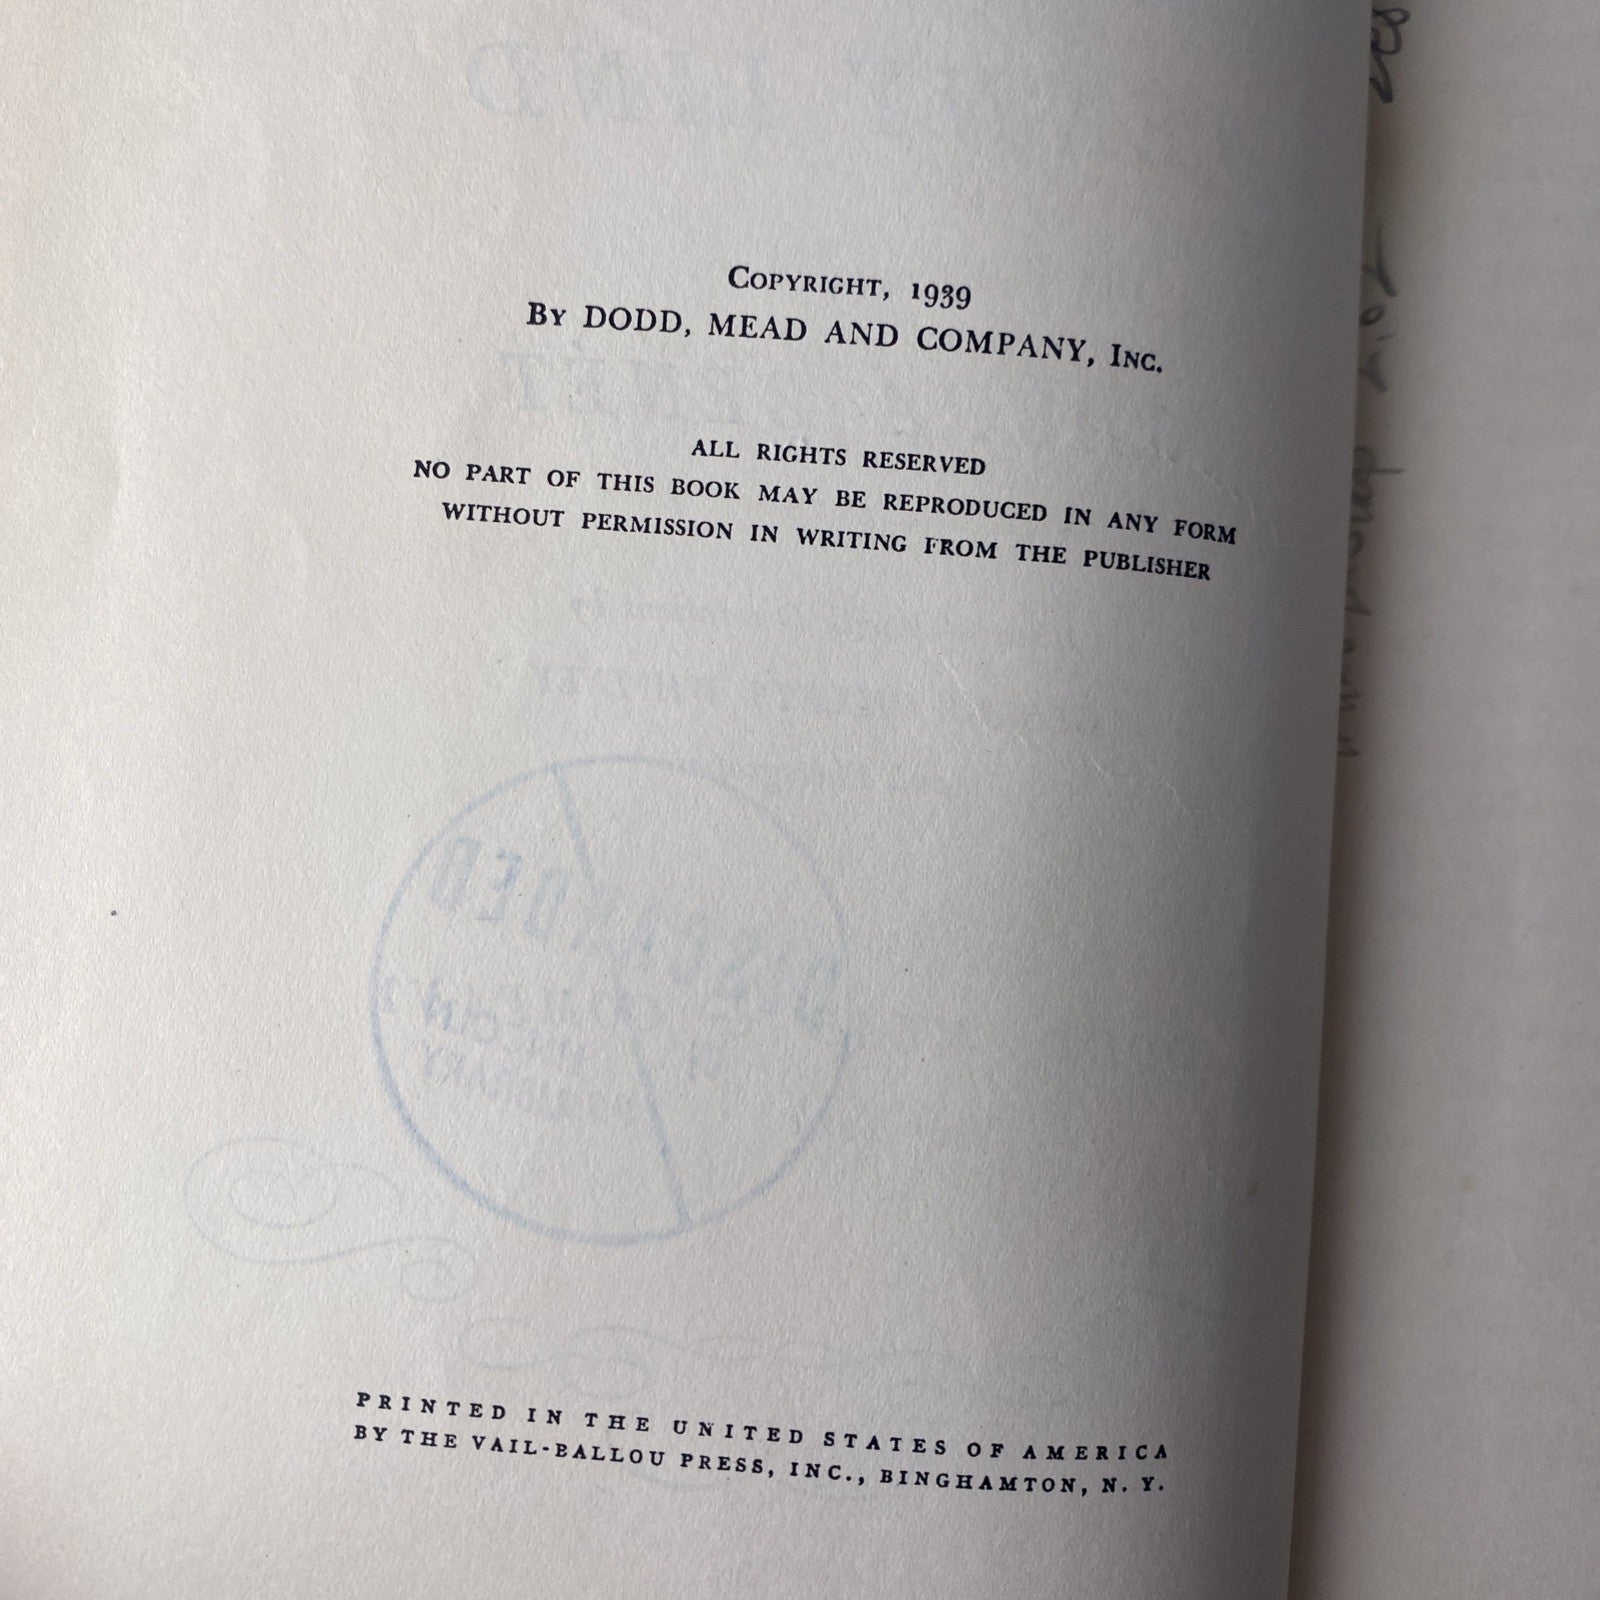 COPYRIGHT, 1939
BY DODD, MEAD AND COMPANY, INC.
ALL RIGHTS RESERVED
NO PART OF THIS BOOK MAY BE REPRODUCED IN ANY FORM
WITHOUT PERMISSION IN WRITING FROM THE PUBLISHER
DISCARDED
LIBRARY
PRINTED IN THE UNITED STATES OF AMERICA
BY THE VAIL-BALLOU PRESS, INC., BINGHAMTON, N. Y.